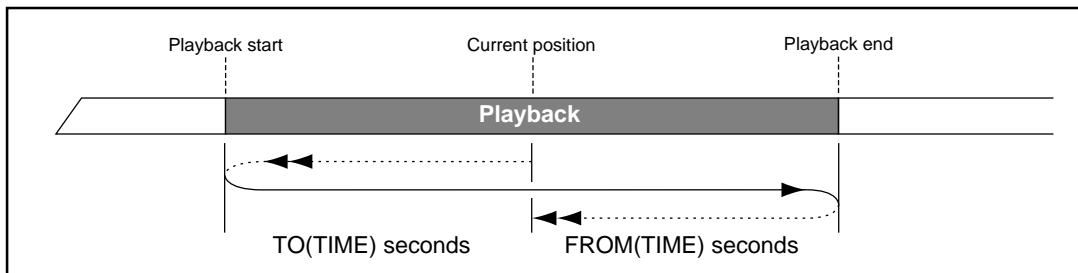 Playback start
Current position
Playback end
Playback
TO(TIME) seconds
FROM(TIME) seconds